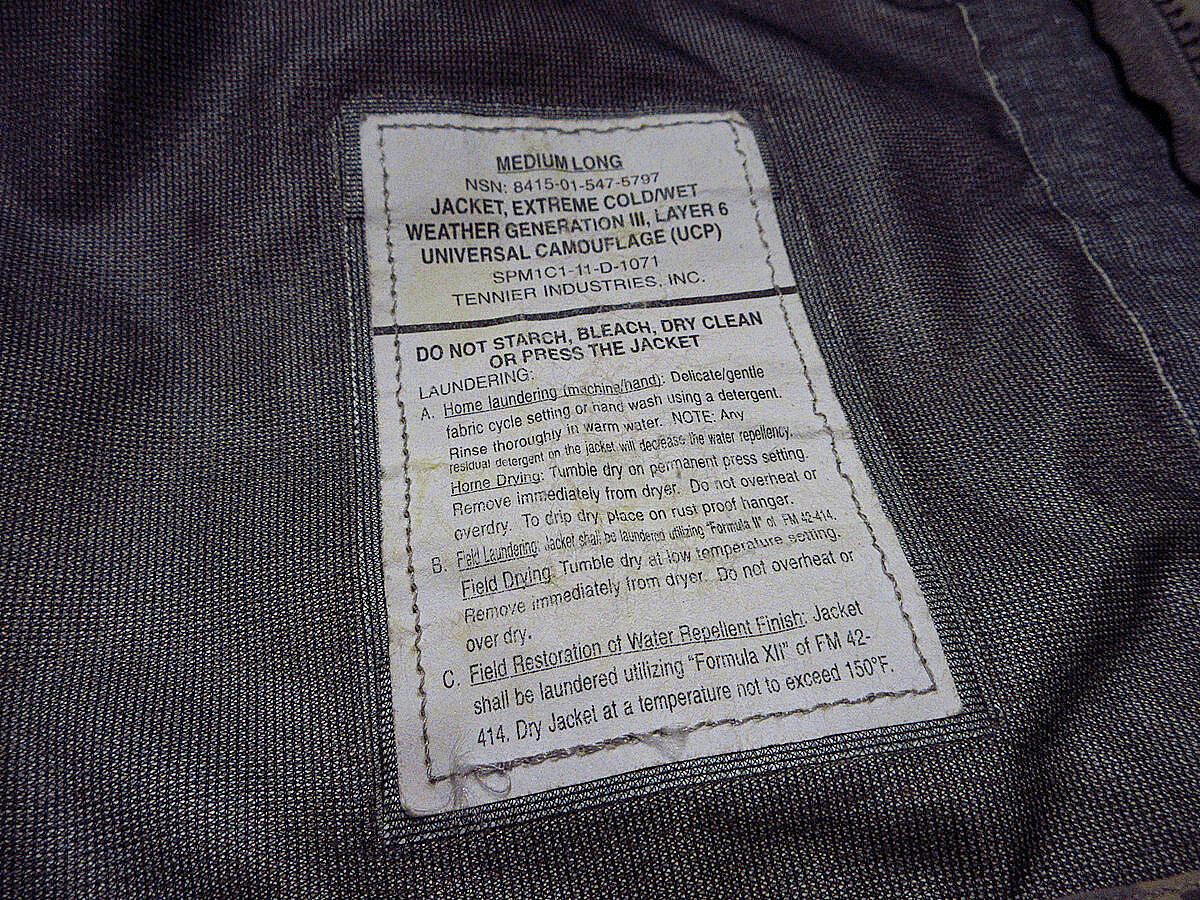 MEDIUM LONG
NSN: 8415-01-547-5797
JACKET, EXTREME COLD/WET
WEATHER GENERATION III, LAYER 6
UNIVERSAL CAMOUFLAGE (UCP)
SPM1C1-11-D-1071
TENNIER INDUSTRIES, INC.
DO NOT STARCH, BLEACH, DRY CLEAN
OR PRESS THE JACKET
LAUNDERING:
A. Home laundering (machine/hand): Delicate/gentle
fabric cycle setting or hand wash using a detergent.
Rinse thoroughly in warm water. NOTE: Any
residual detergent on the jacket will decrease the water repellency.
Home Drying: Tumble dry on permanent press setting.
Remove immediately from dryer. Do not overheat or
overdry. To drip dry, place on rust proof hangar.
B. Field Laundering: Jacket shall be laundered utilizing "Formula II" of FM 42-414.
Field Drying: Tumble dry at low temperature setting.
Remove immediately from dryer. Do not overheat or
over dry.
C. Field Restoration of Water Repellent Finish: Jacket
shall be laundered utilizing "Formula XII" of FM 42-
414. Dry Jacket at a temperature not to exceed 150°F.